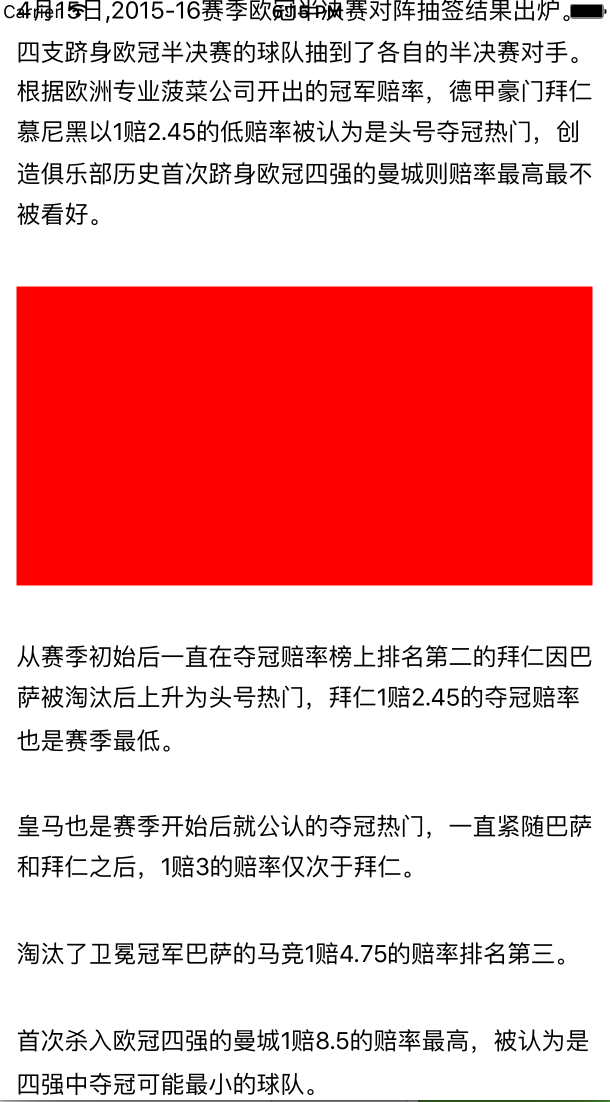 Carrier
4月15日,2015-16赛季欧冠半决赛对阵抽签结果出炉。
四支跻身欧冠半决赛的球队抽到了各自的半决赛对手。
根据欧洲专业菠菜公司开出的冠军赔率，德甲豪门拜仁
慕尼黑以1赔2.45的低赔率被认为是头号夺冠热门，创
造俱乐部历史首次跻身欧冠四强的曼城则赔率最高最不
被看好。
从赛季初始后一直在夺冠赔率榜上排名第二的拜仁因巴
萨被淘汰后上升为头号热门，拜仁1赔2.45的夺冠赔率
也是赛季最低。
皇马也是赛季开始后就公认的夺冠热门，一直紧随巴萨
和拜仁之后，1赔3的赔率仅次于拜仁。
淘汰了卫冕冠军巴萨的马竞1赔4.75的赔率排名第三。
首次杀入欧冠四强的曼城1赔8.5的赔率最高，被认为是
四强中夺冠可能最小的球队。